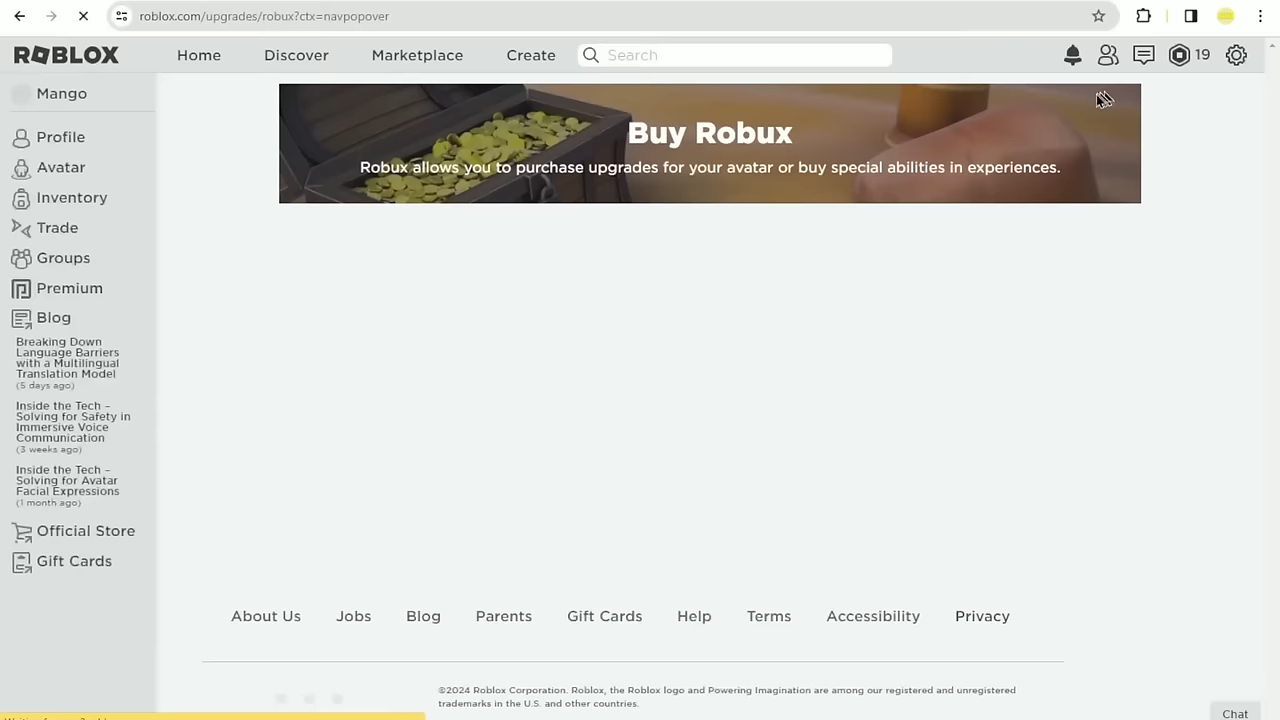 roblox.com/upgrades/robux?ctx=navpopover
ROBLOX
Home
Discover
Marketplace
Create
Search
19
Mango
Profile
Avatar
Inventory
Trade
Groups
Premium
Blog
Breaking Down
Language Barriers
with a Multilingual
Translation Model
(5 days ago)
Inside the Tech –
Solving for Safety in
Immersive Voice
Communication
(3 weeks ago)
Inside the Tech –
Solving for Avatar
Facial Expressions
(1 month ago)
Official Store
Gift Cards
Buy Robux
Robux allows you to purchase upgrades for your avatar or buy special abilities in experiences.
About Us
Jobs
Blog
Parents
Gift Cards
Help
Terms
Accessibility
Privacy
©2024 Roblox Corporation. Roblox, the Roblox logo and Powering Imagination are among our registered and unregistered
trademarks in the U.S. and other countries.
Chat